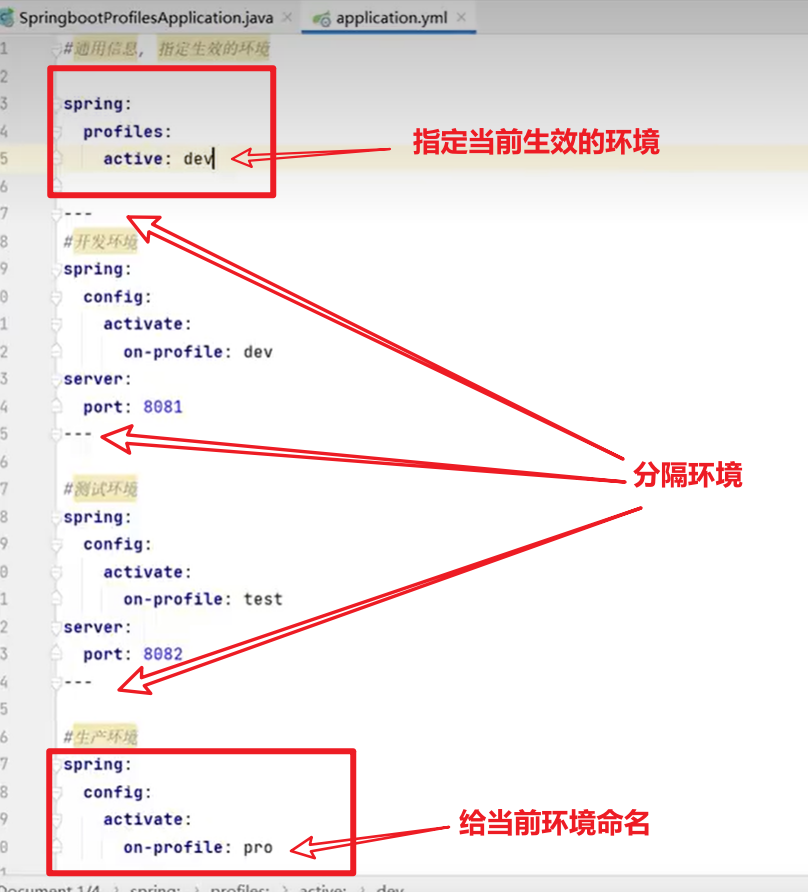 SpringbootProfilesApplication.java application.yml
1 #通用信息, 指定生效的环境
2
3 spring:
4 profiles: 指定当前生效的环境
5 active: dev
6
7 ---
8 #开发环境
9 spring:
0 config:
1 activate:
2 on-profile: dev
3 server:
4 port: 8081
5 ---
6 分隔环境
7 #测试环境
8 spring:
9 config:
0 activate:
1 on-profile: test
2 server:
3 port: 8082
4 ---
5
6 #生产环境
7 spring:
8 config:
9 activate: 给当前环境命名
0 on-profile: pro
Document 1/4 › spring: › profiles: › active: › dev